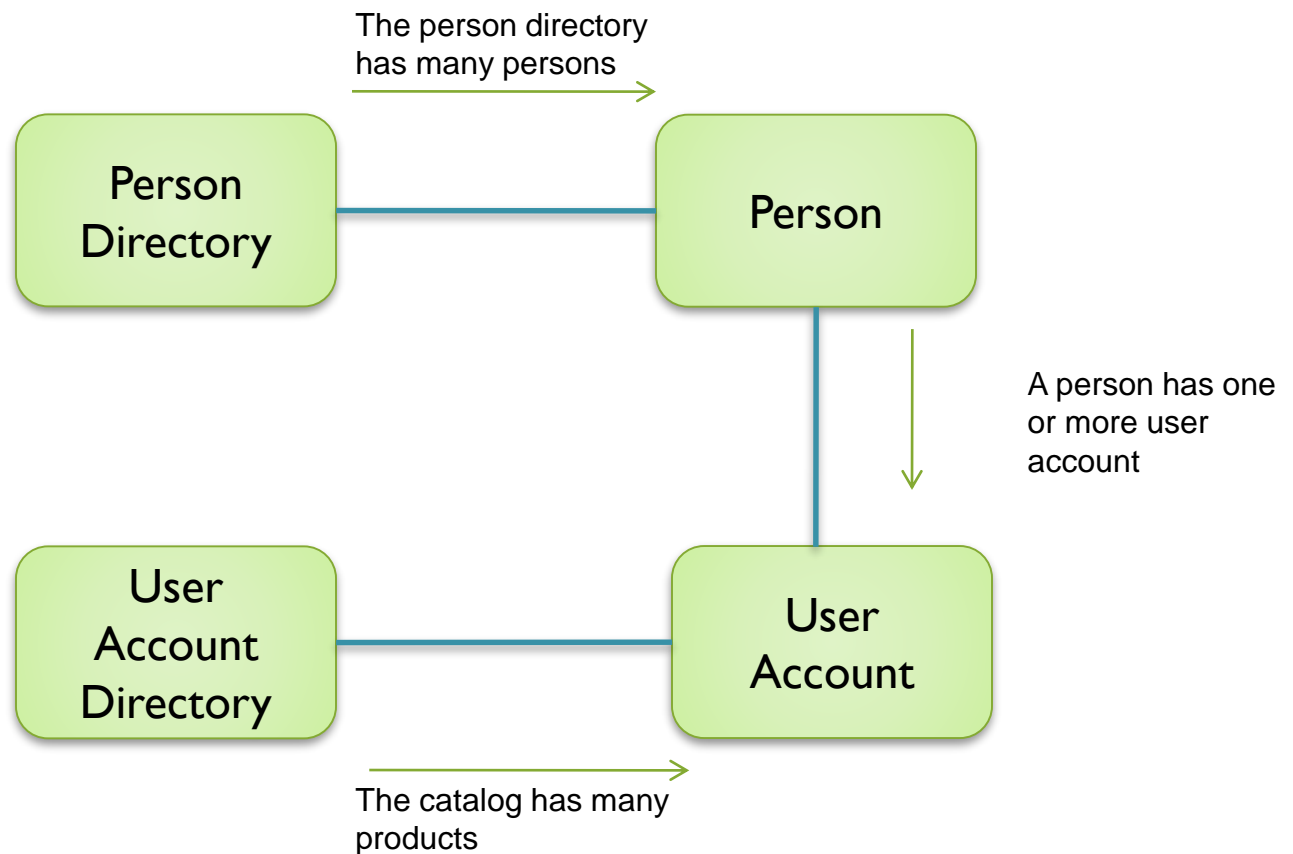 The person directory
has many persons
Person
Directory
Person
A person has one
or more user
account
User
Account
Directory
User
Account
The catalog has many
products